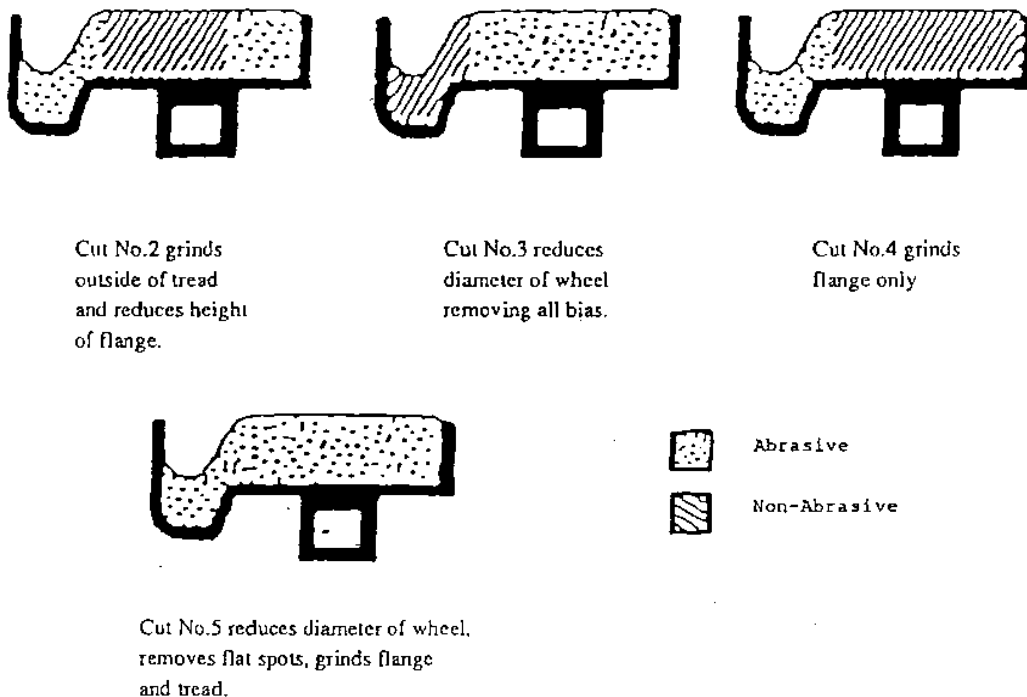 Cut No.2 grinds
outside of tread
and reduces height
of flange.
Cut No.3 reduces
diameter of wheel
removing all bias.
Cut No.4 grinds
flange only
Abrasive
Non-Abrasive
Cut No.5 reduces diameter of wheel,
removes flat spots, grinds flange
and tread.